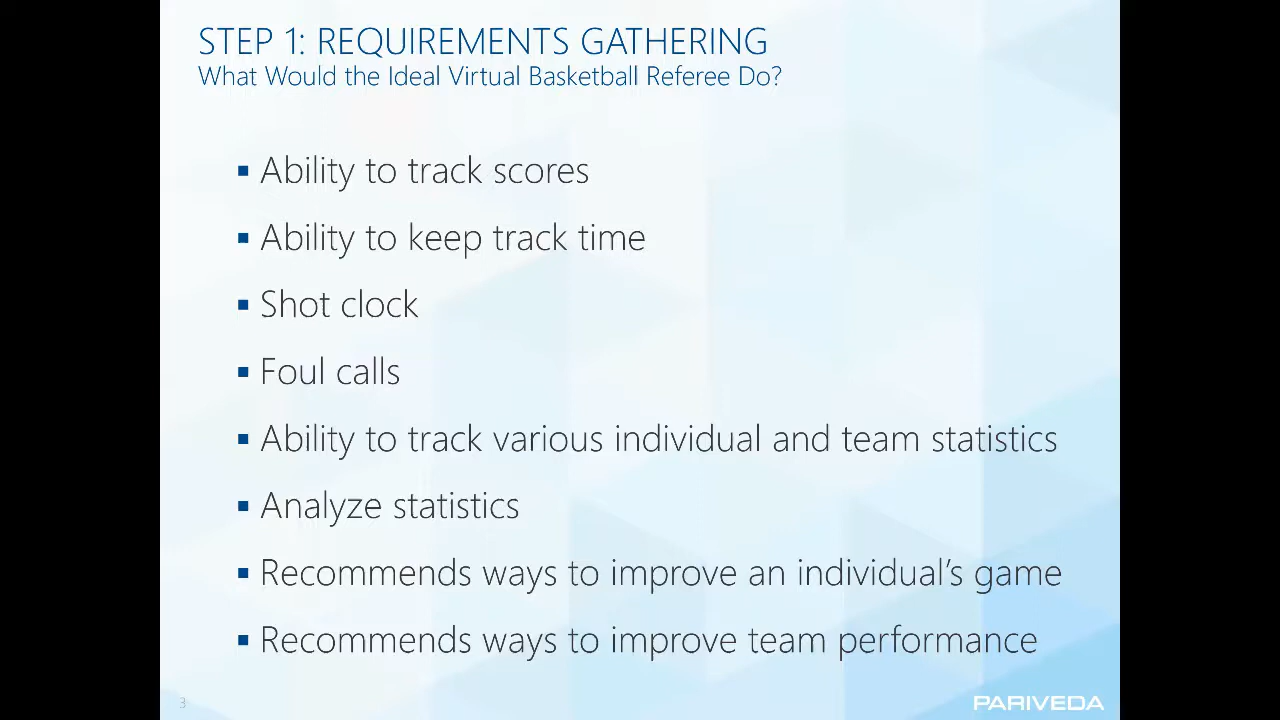 STEP 1: REQUIREMENTS GATHERING
What Would the Ideal Virtual Basketball Referee Do?
Ability to track scores
Ability to keep track time
Shot clock
Foul calls
Ability to track various individual and team statistics
Analyze statistics
Recommends ways to improve an individual's game
Recommends ways to improve team performance
3
PARIVEDA